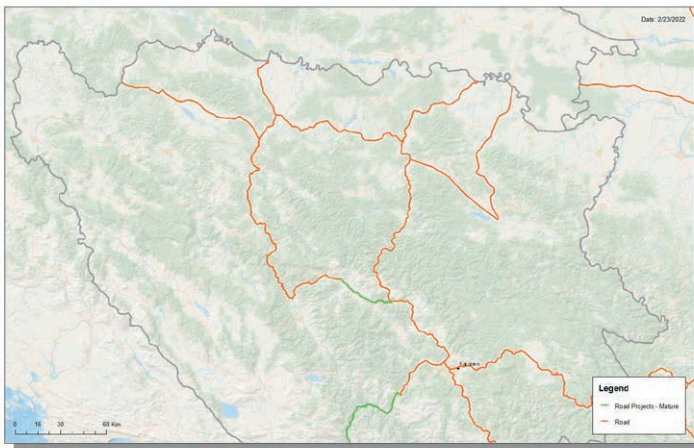 Date: 2/23/2022
Legend
Road Projects - Mature
Road
0 15 30 60 Km